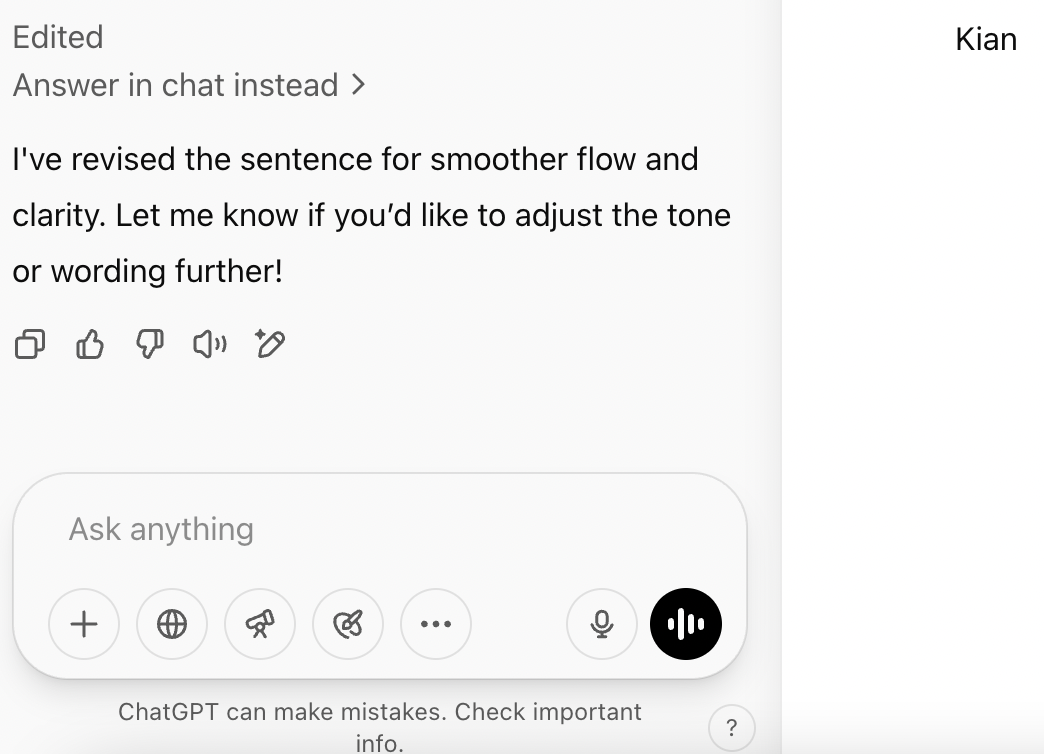 Edited
Answer in chat instead >
I've revised the sentence for smoother flow and
clarity. Let me know if you’d like to adjust the tone
or wording further!
Ask anything
ChatGPT can make mistakes. Check important
info.
?
Kian